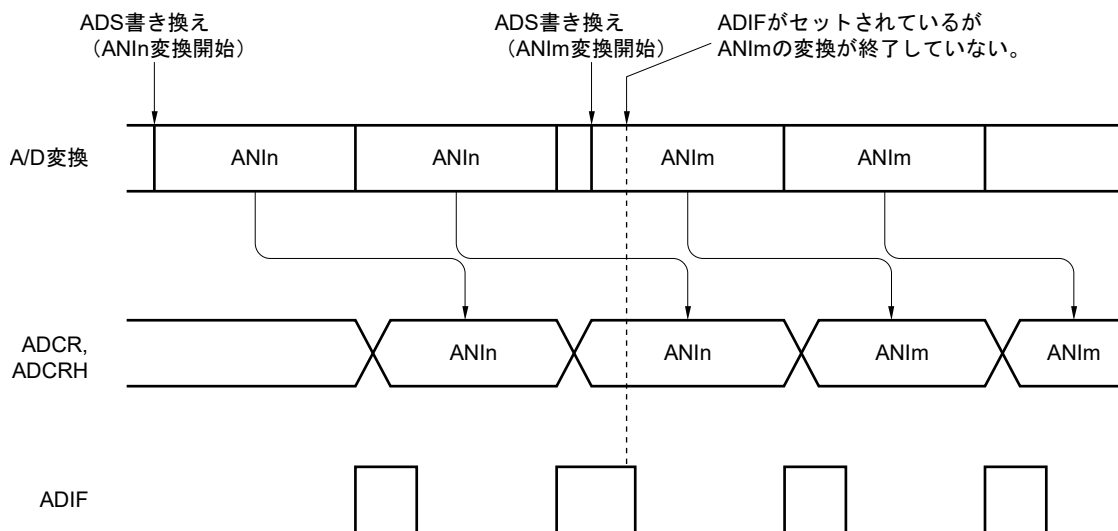 ADS書き換え
（ANIn変換開始）
ADS書き換え
（ANIm変換開始）
ADIFがセットされているが
ANImの変換が終了していない。
A/D変換
ANIn
ANIn
ANIm
ANIm
ADCR,
ADCRH
ANIn
ANIn
ANIm
ANIm
ADIF